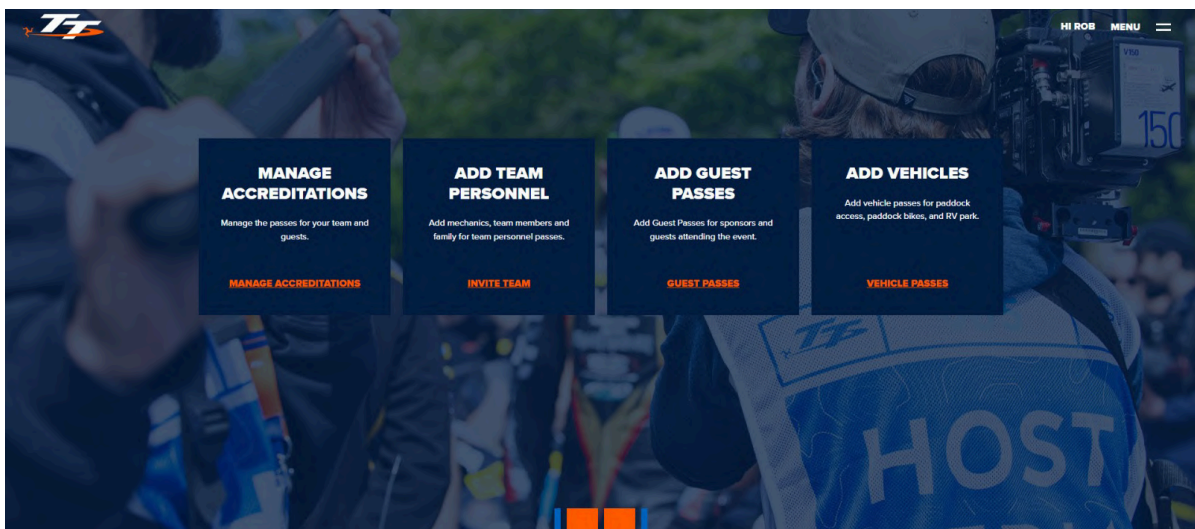 TT
HI ROB MENU
V150
150
MANAGE
ACCREDITATIONS
Manage the passes for your team and
guests.
MANAGE ACCREDITATIONS
ADD TEAM
PERSONNEL
Add mechanics, team members and
family for team personnel passes.
INVITE TEAM
ADD GUEST
PASSES
Add Guest Passes for sponsors and
guests attending the event.
GUEST PASSES
ADD VEHICLES
Add vehicle passes for paddock
access, paddock bikes, and RV park.
VEHICLE PASSES
TT
HOST